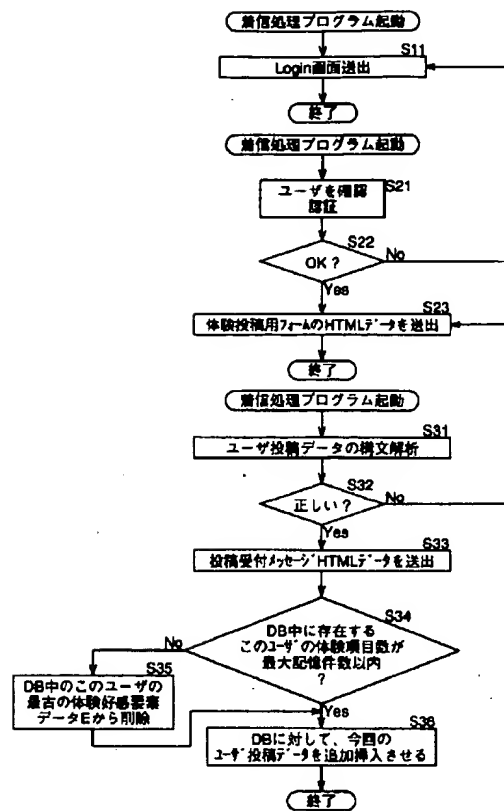 着信処理プログラム起動
S11
Login画面送出
終了
着信処理プログラム起動
S21
ユーザを確認
認証
S22
OK?
No
Yes
S23
体験投稿用フォームのHTMLデータを送出
終了
着信処理プログラム起動
S31
ユーザ投稿データの構文解析
S32
正しい?
No
Yes
S33
投稿受付メッセージHTMLデータを送出
S34
DB中に存在する
このユーザの体験項目数が
最大記憶件数以内
?
No
S35
DB中のこのユーザの
最古の体験好感要素
データEから削除
Yes
S36
DBに対して、今回の
ユーザ投稿データを追加挿入させる
終了